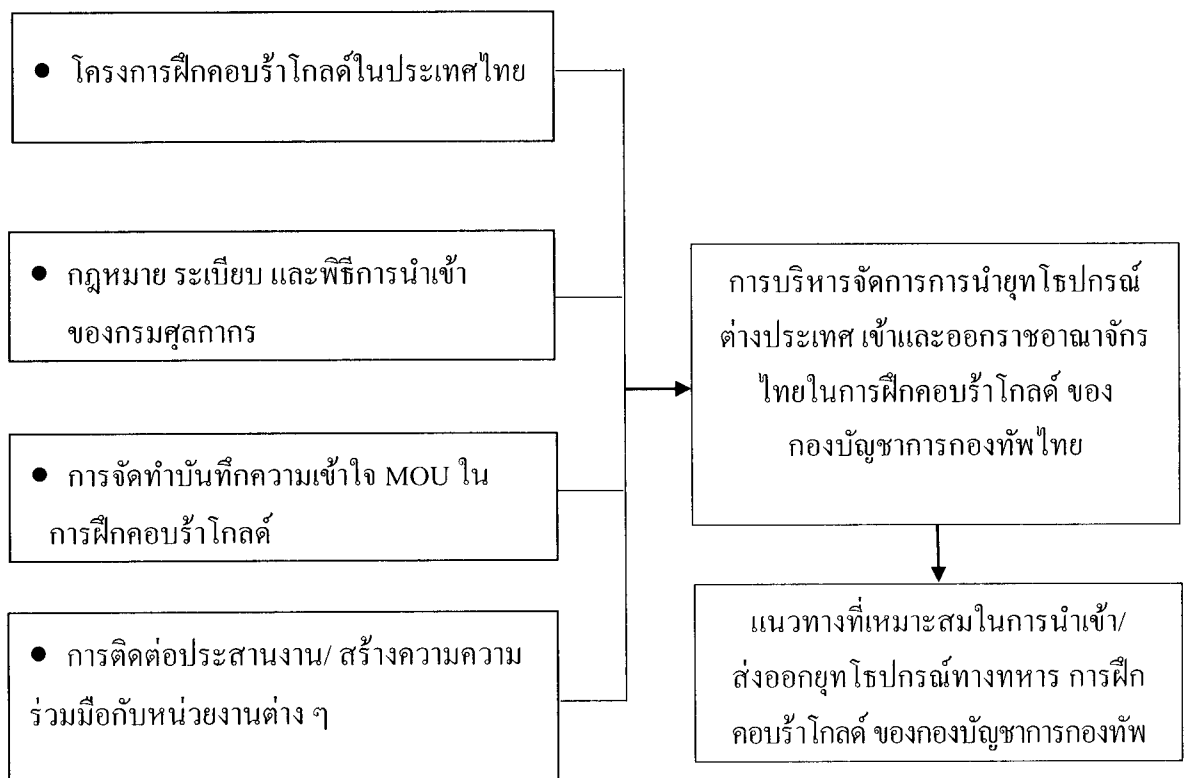 ● โครงการฝึกคอบร้าโกลด์ในประเทศไทย
● กฎหมาย ระเบียบ และพิธีการนำเข้า
ของกรมศุลกากร
● การจัดทำบันทึกความเข้าใจ MOU ใน
การฝึกคอบร้าโกลด์
● การติดต่อประสานงาน/ สร้างความความ
ร่วมมือกับหน่วยงานต่าง ๆ
การบริหารจัดการการนำยุทโธปกรณ์
ต่างประเทศ เข้าและออกราชอาณาจักร
ไทยในการฝึกคอบร้าโกลด์ ของ
กองบัญชาการกองทัพไทย
แนวทางที่เหมาะสมในการนำเข้า/
ส่งออกยุทโธปกรณ์ทางทหาร การฝึก
คอบร้าโกลด์ ของกองบัญชาการกองทัพ